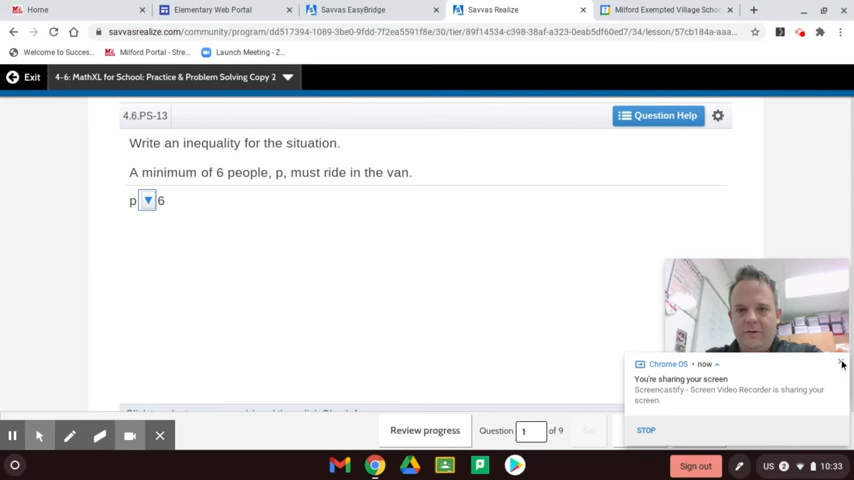 Home
Elementary Web Portal
Savvas EasyBridge
Savvas Realize
Milford Exempted Village Schoo
savvasrealize.com/community/program/dd517394-1089-3be0-9fdd-7f2ea5591f8e/30/tier/89f14534-c398-38af-a323-0eab5df60ed7/34/lesson/57cb184a-aaa...
Welcome to Succes...
Milford Portal - Stre...
Launch Meeting - Z...
Exit
4-6: MathXL for School: Practice & Problem Solving Copy 2
4.6.PS-13
Question Help
Write an inequality for the situation.
A minimum of 6 people, p, must ride in the van.
p 6
Chrome OS • now
You're sharing your screen
Screencastify - Screen Video Recorder is sharing your
screen.
STOP
Review progress
Question 1 of 9
Go
Sign out
US 2 10:33